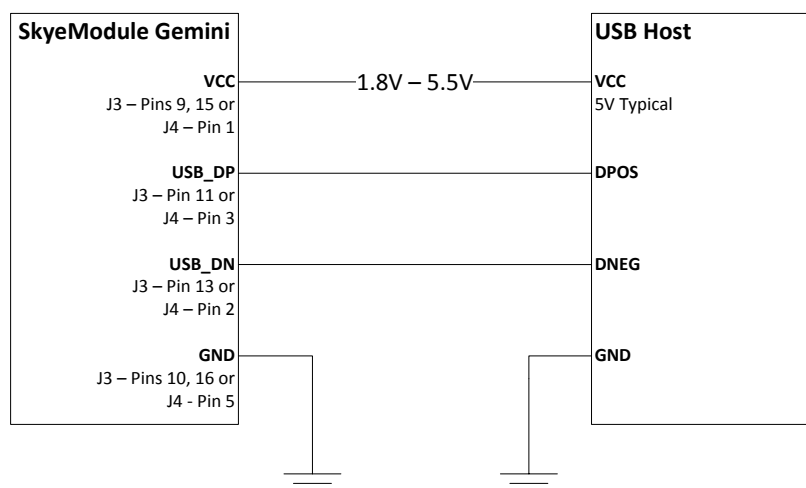 SkyeModule Gemini
VCC
J3 – Pins 9, 15 or
J4 – Pin 1
USB_DP
J3 – Pin 11 or
J4 – Pin 3
USB_DN
J3 – Pin 13 or
J4 – Pin 2
GND
J3 – Pins 10, 16 or
J4 - Pin 5
1.8V – 5.5V
USB Host
VCC
5V Typical
DPOS
DNEG
GND